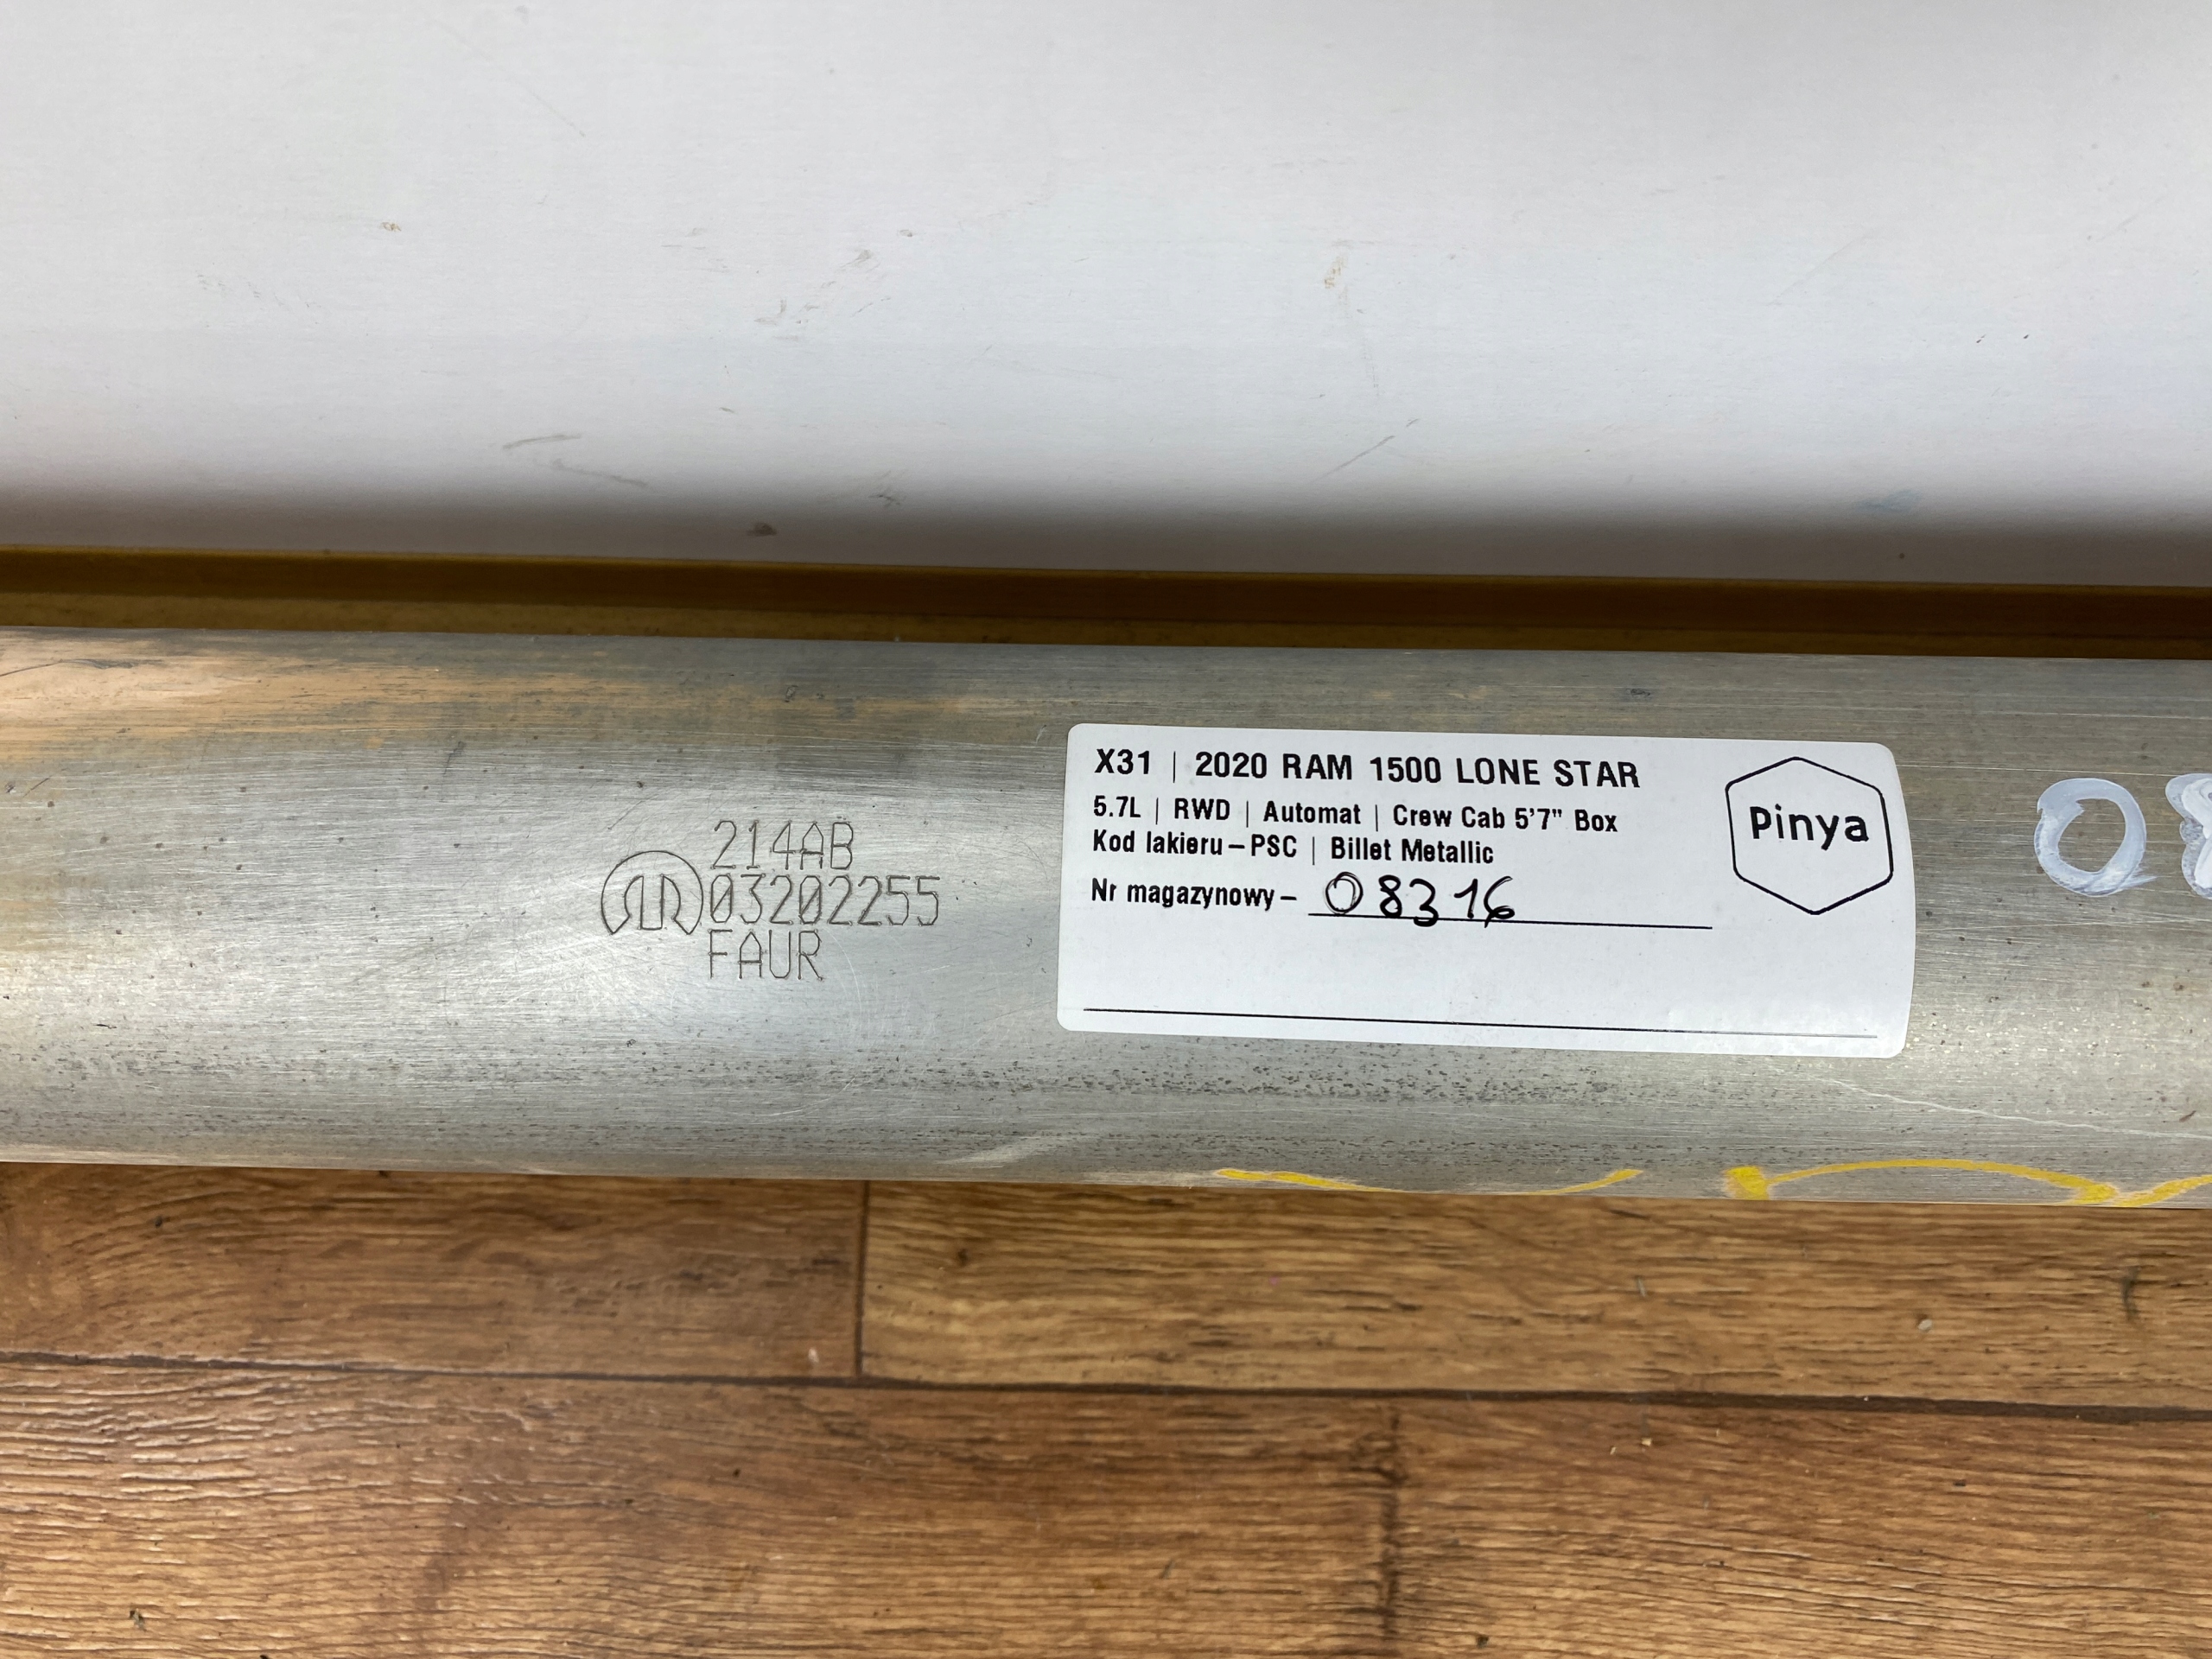 214AB
03202255
FAUR
X31 | 2020 RAM 1500 LONE STAR
5.7L | RWD | Automat | Crew Cab 5'7" Box
Kod lakieru – PSC | Billet Metallic
Nr magazynowy – 08316
Pinya